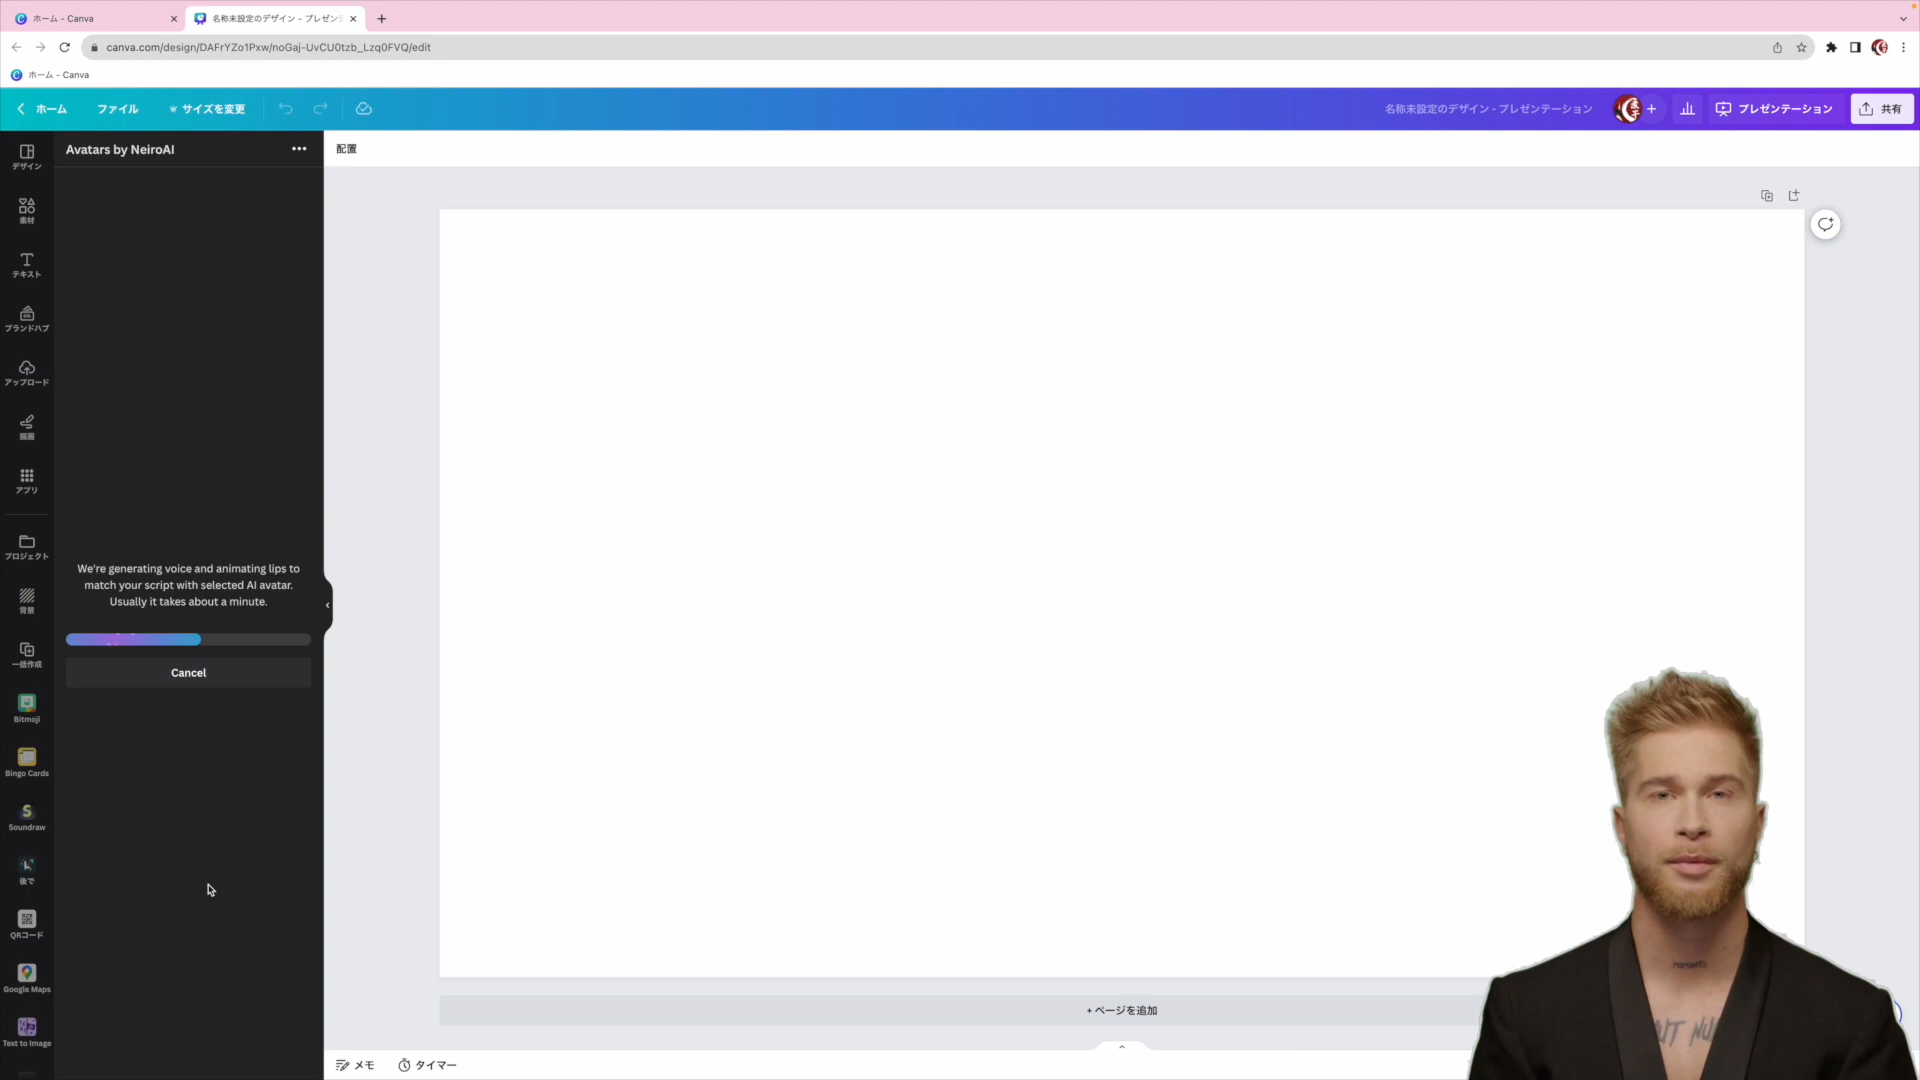 ホーム - Canva
名称未設定のデザイン - プレゼン
canva.com/design/DAFrYZo1Pxw/noGaj-UvCU0tzb_Lzq0FVQ/edit
ホーム - Canva
ホーム
ファイル
サイズを変更
名称未設定のデザイン - プレゼンテーション
プレゼンテーション
共有
デザイン
素材
テキスト
ブランドハブ
アップロード
描画
アプリ
プロジェクト
背景
一括作成
Bitmoji
Bingo Cards
Soundraw
後で
QRコード
Google Maps
Text to Image
Avatars by NeiroAI
We're generating voice and animating lips to
match your script with selected AI avatar.
Usually it takes about a minute.
Cancel
配置
+ ページを追加
メモ
タイマー